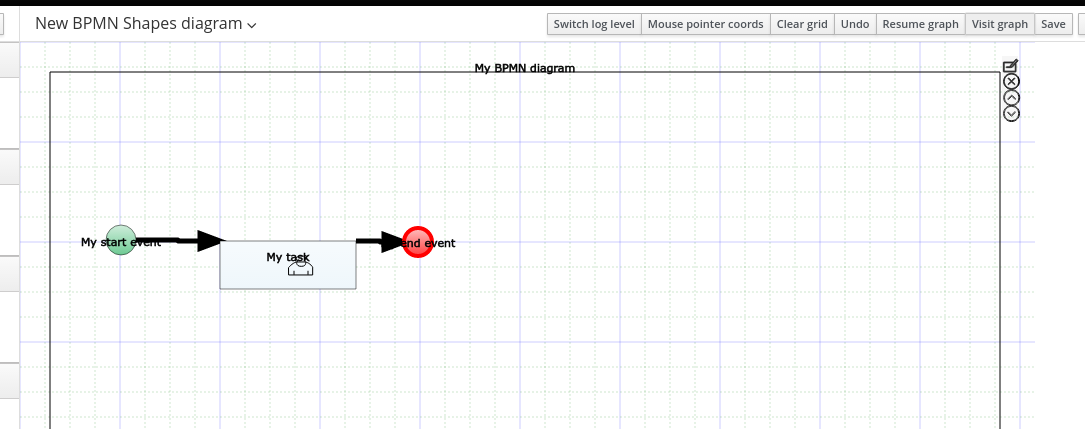 New BPMN Shapes diagram
Switch log level
Mouse pointer coords
Clear grid
Undo
Resume graph
Visit graph
Save
My BPMN diagram
My start event
My task
end event